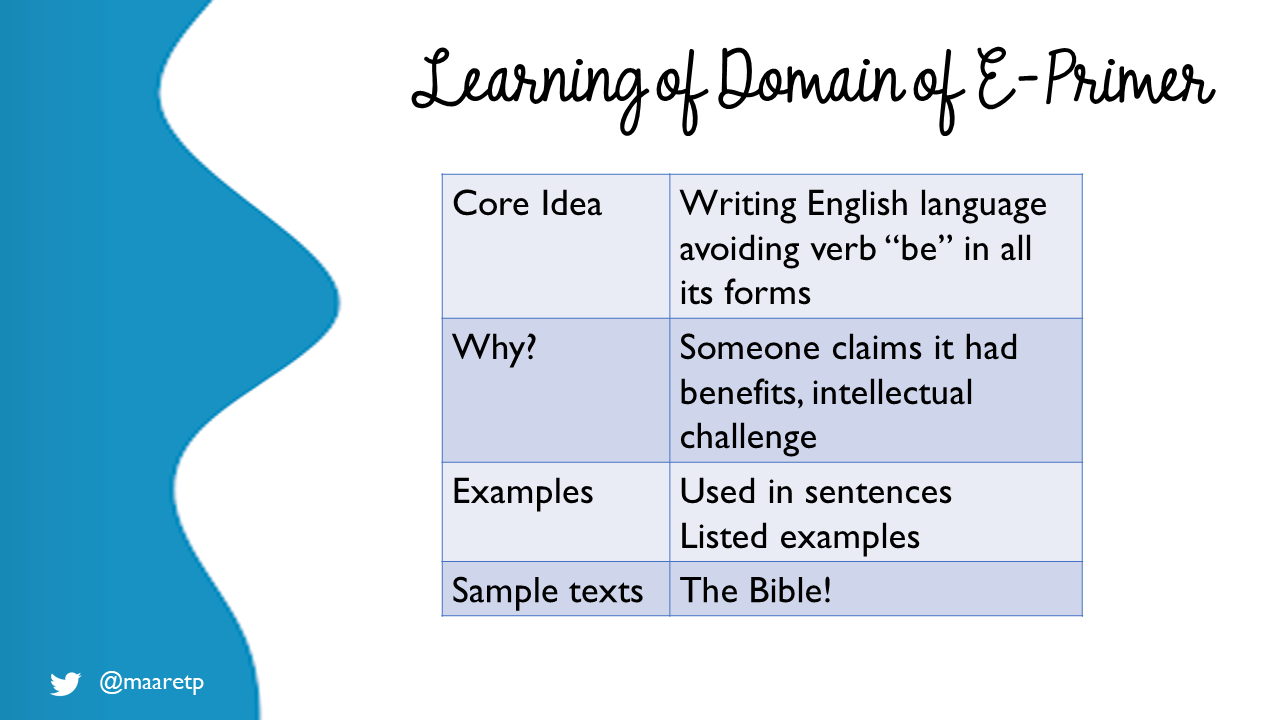 Learning of Domain of E-Primer
Core Idea
Writing English language
avoiding verb “be” in all
its forms
Why?
Someone claims it had
benefits, intellectual
challenge
Examples
Used in sentences
Listed examples
Sample texts
The Bible!
@maaretp